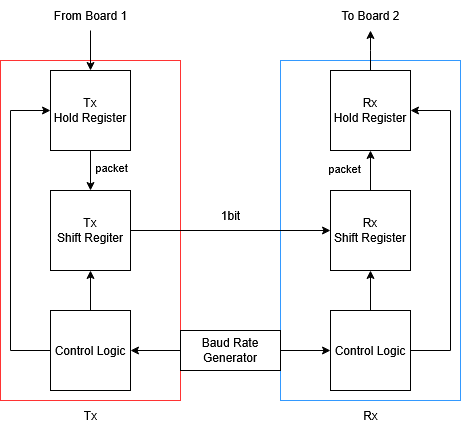 From Board 1
To Board 2
Tx
Hold Register
Rx
Hold Register
packet
packet
Tx
Shift Regiter
1bit
Rx
Shift Register
Control Logic
Baud Rate
Generator
Control Logic
Tx
Rx